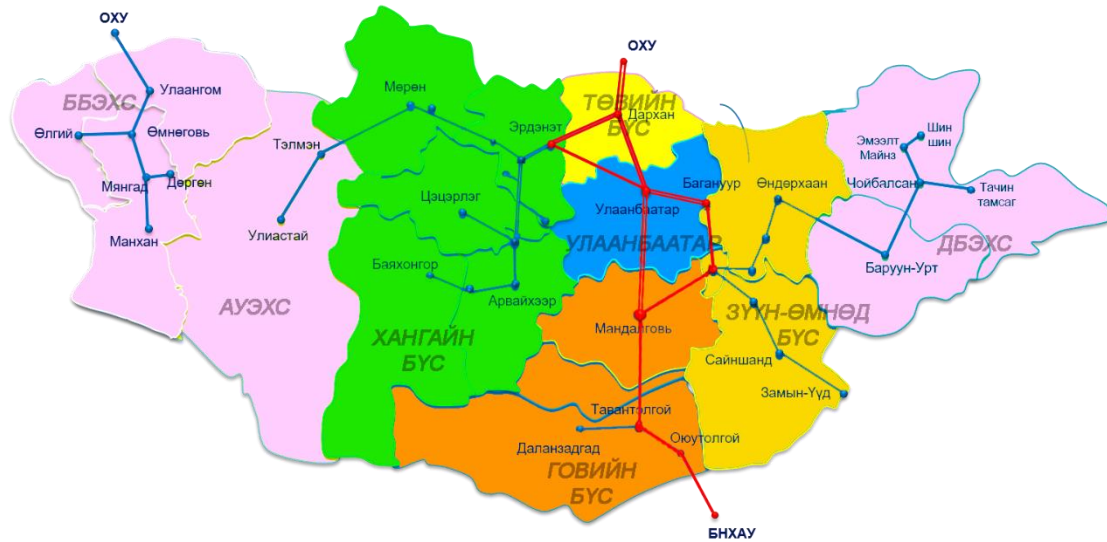 ОХУ
ББЭХС
Улаангом
Өлгий
Өмнөговь
Мянгад
Дөргөн
Манхан
АУЭХС
Тэлмэн
Улиастай
Мөрөн
Эрдэнэт
Цэцэрлэг
Баяхонгор
Арвайхээр
ХАНГАЙН
БҮС
ОХУ
ТӨВИЙН
БҮС
Дархан
Улаанбаатар
УЛААНБААТАР
Багануур
Мандалговь
Тавантолгой
Даланзадгад
Оюутолгой
ГОВИЙН
БҮС
БНХАУ
Өндөрхаан
ЗҮҮН-ӨМНӨД
БҮС
Сайншанд
Замын-Үүд
Шин
шин
Эмээлт
Майнз
Чойбалсан
Тачин
тамсаг
ДБЭХС
Баруун-Урт